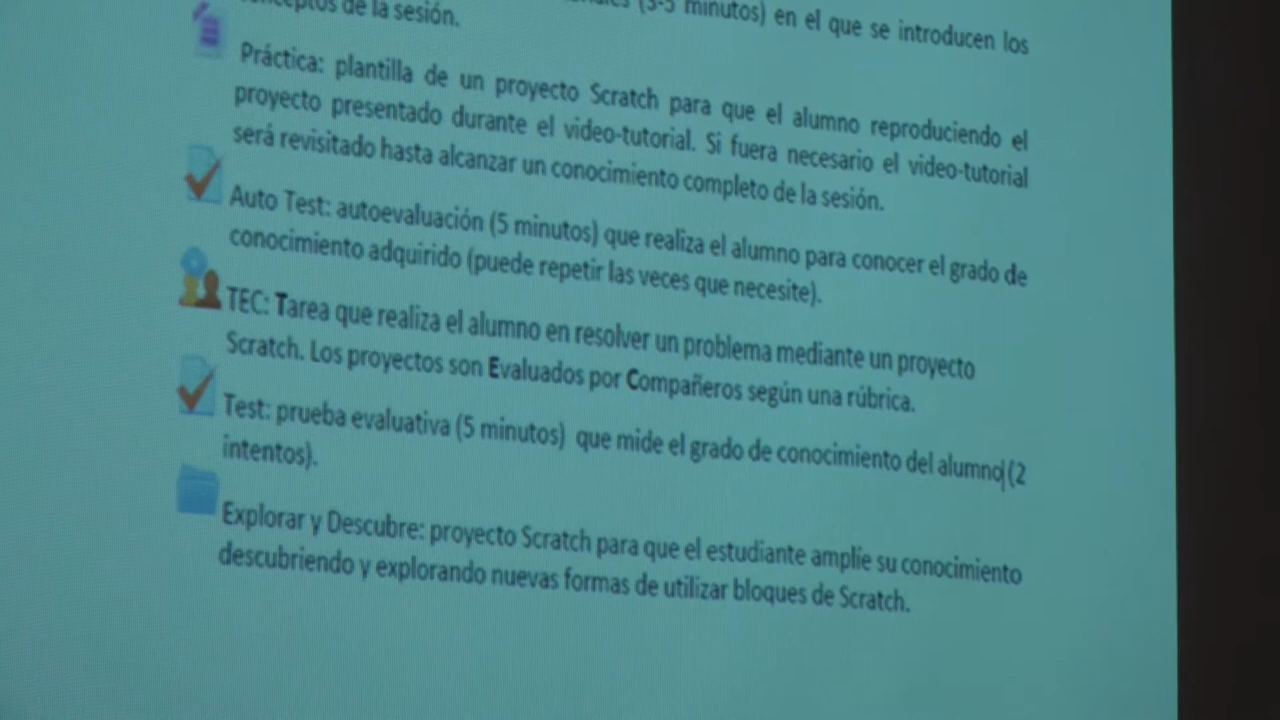 (3-5 minutos) en el que se introducen los
de la sesión.
Práctica: plantilla de un proyecto Scratch para que el alumno reproduciendo el
proyecto presentado durante el video-tutorial. Si fuera necesario el video-tutorial
será revisitado hasta alcanzar un conocimiento completo de la sesión.
Auto Test: autoevaluación (5 minutos) que realiza el alumno para conocer el grado de
conocimiento adquirido (puede repetir las veces que necesite).
TEC: Tarea que realiza el alumno en resolver un problema mediante un proyecto
Scratch. Los proyectos son Evaluados por Compañeros según una rúbrica.
Test: prueba evaluativa (5 minutos) que mide el grado de conocimiento del alumno (2
intentos).
Explorar y Descubre: proyecto Scratch para que el estudiante amplíe su conocimiento
descubriendo y explorando nuevas formas de utilizar bloques de Scratch.